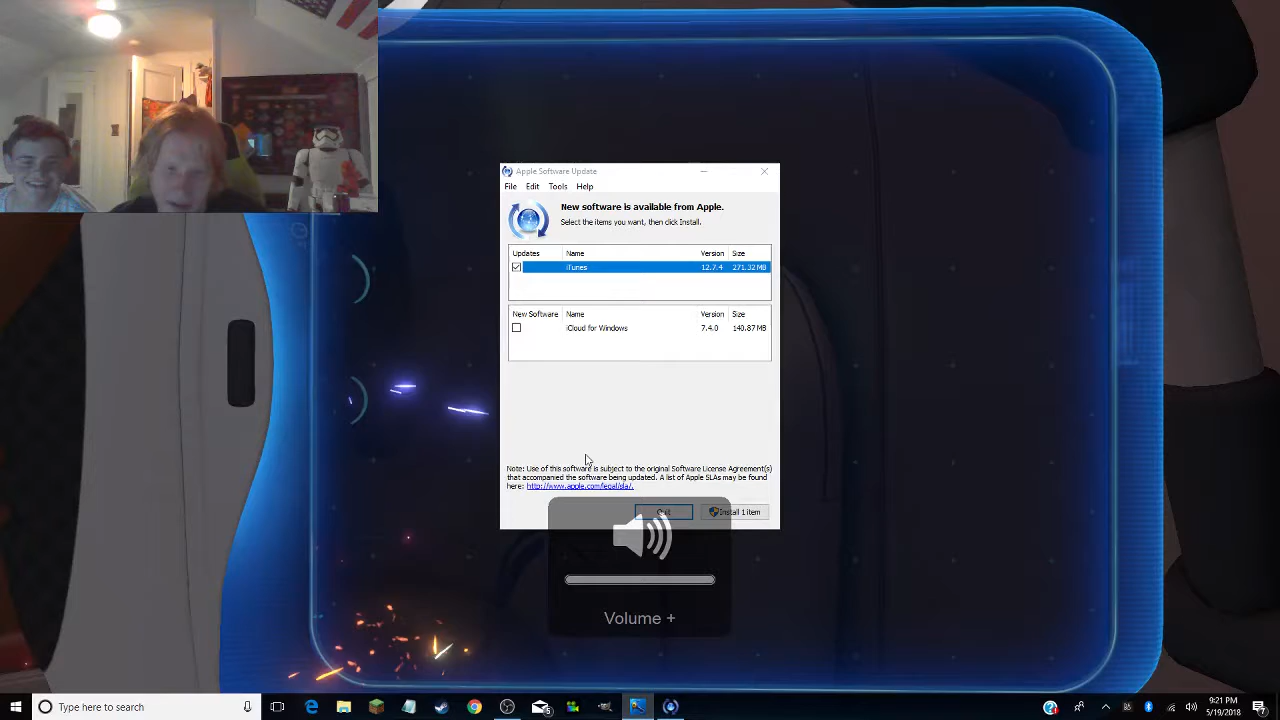 Apple Software Update
File Edit Tools Help
New software is available from Apple.
Select the items you want, then click Install.
Updates Name Version Size
iTunes 12.7.4 271.32 MB
New Software Name Version Size
iCloud for Windows 7.4.0 140.87 MB
Note: Use of this software is subject to the original Software License Agreement(s)
that accompanied the software being updated. A list of Apple SLAs may be found
here: http://www.apple.com/legal/sla/.
Quit Install 1 item
Volume +
Type here to search
9:21 PM
5/19/2018